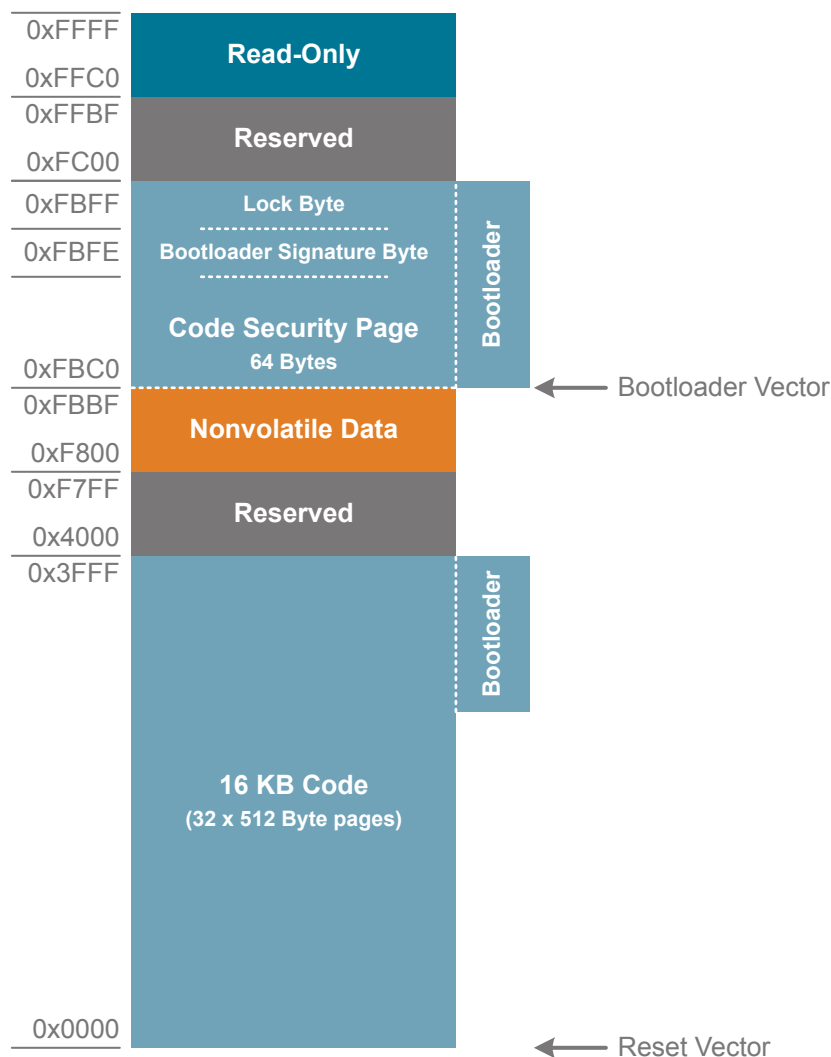 0xFFFF
Read-Only
0xFFC0
0xFFBF
Reserved
0xFC00
0xFBFF
Lock Byte
0xFBFE
Bootloader Signature Byte
Bootloader
Code Security Page
64 Bytes
0xFBC0
Bootloader Vector
0xFBBF
Nonvolatile Data
0xF800
0xF7FF
Reserved
0x4000
0x3FFF
Bootloader
16 KB Code
(32 x 512 Byte pages)
0x0000
Reset Vector